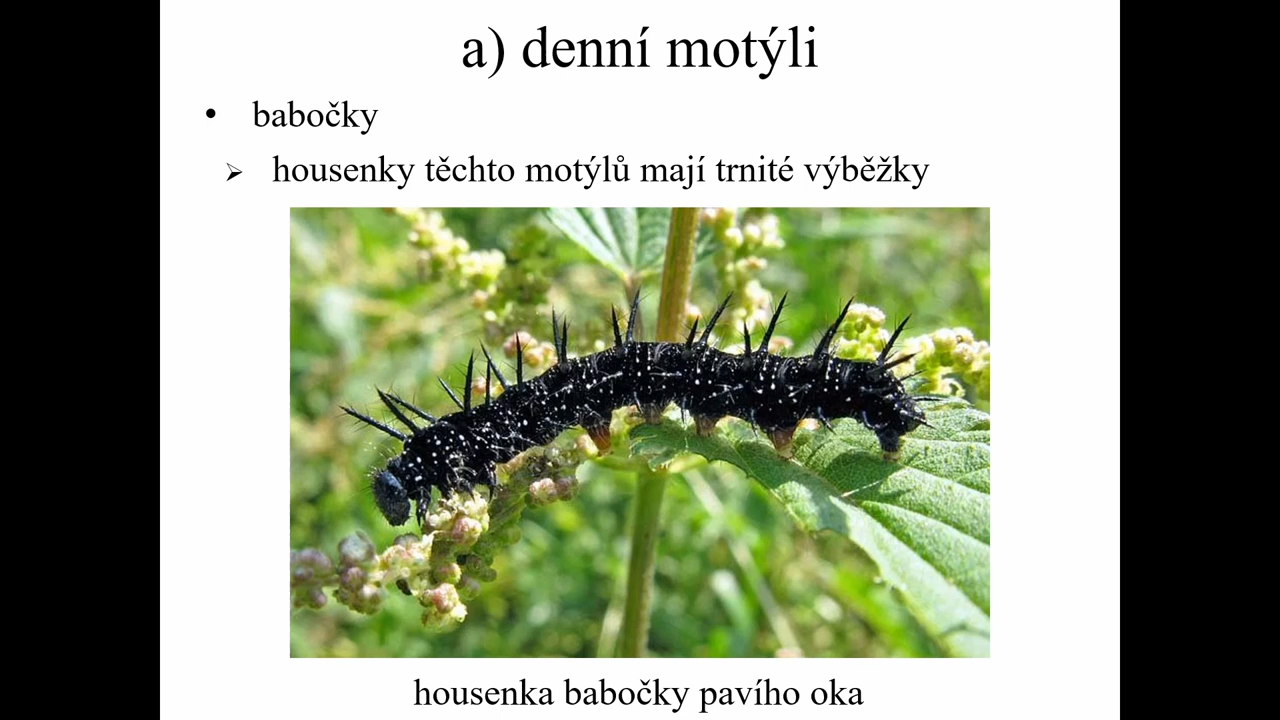 a) denní motýli
• babočky
➢ housenky těchto motýlů mají trnité výběžky
housenka babočky pavího oka